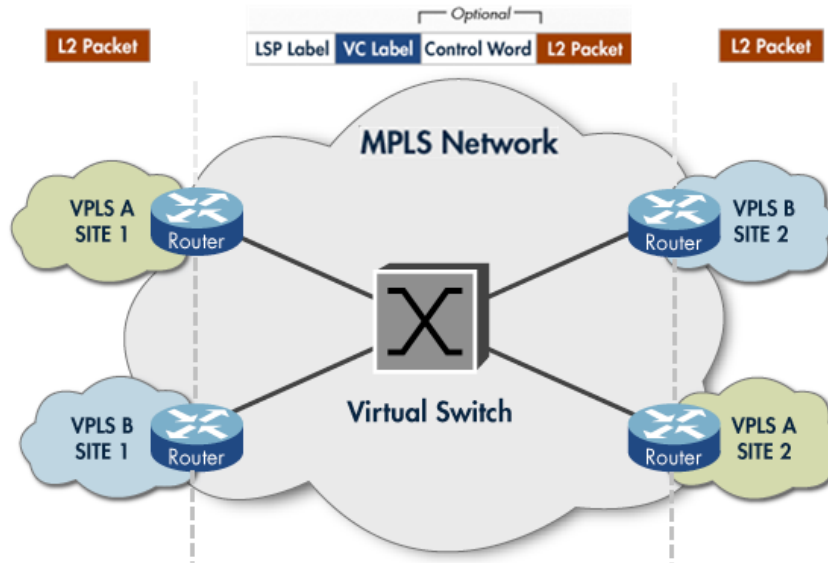 Optional
L2 Packet
LSP Label VC Label Control Word L2 Packet
L2 Packet
MPLS Network
VPLS A
SITE 1
Router
VPLS B
SITE 2
Router
Virtual Switch
VPLS B
SITE 1
Router
VPLS A
SITE 2
Router